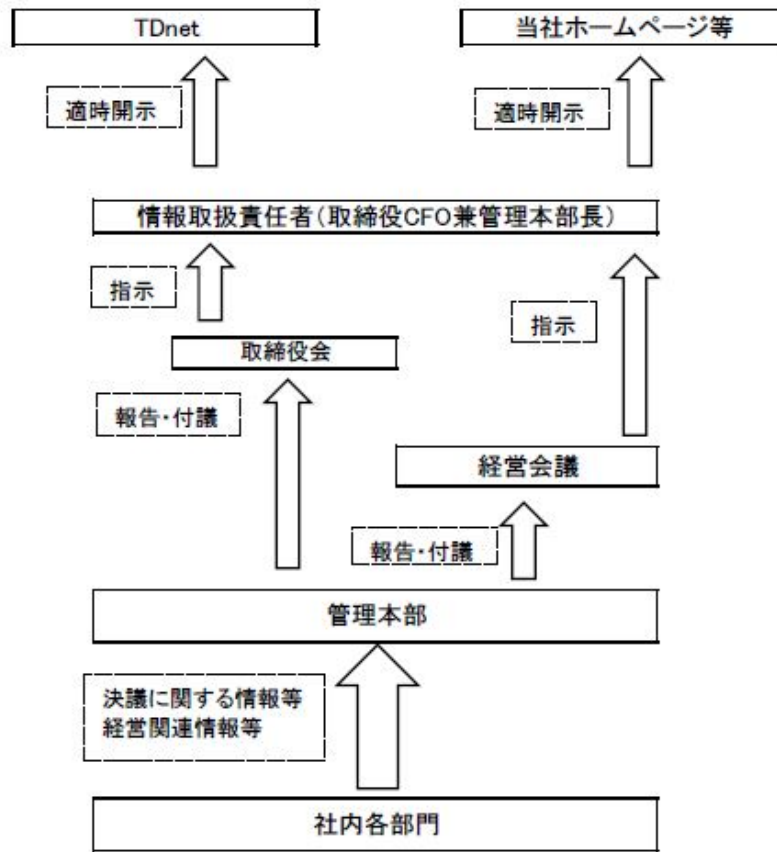 TDnet
当社ホームページ等
適時開示
適時開示
情報取扱責任者（取締役CFO兼管理本部長）
指示
指示
取締役会
報告・付議
経営会議
報告・付議
管理本部
決議に関する情報等
経営関連情報等
社内各部門